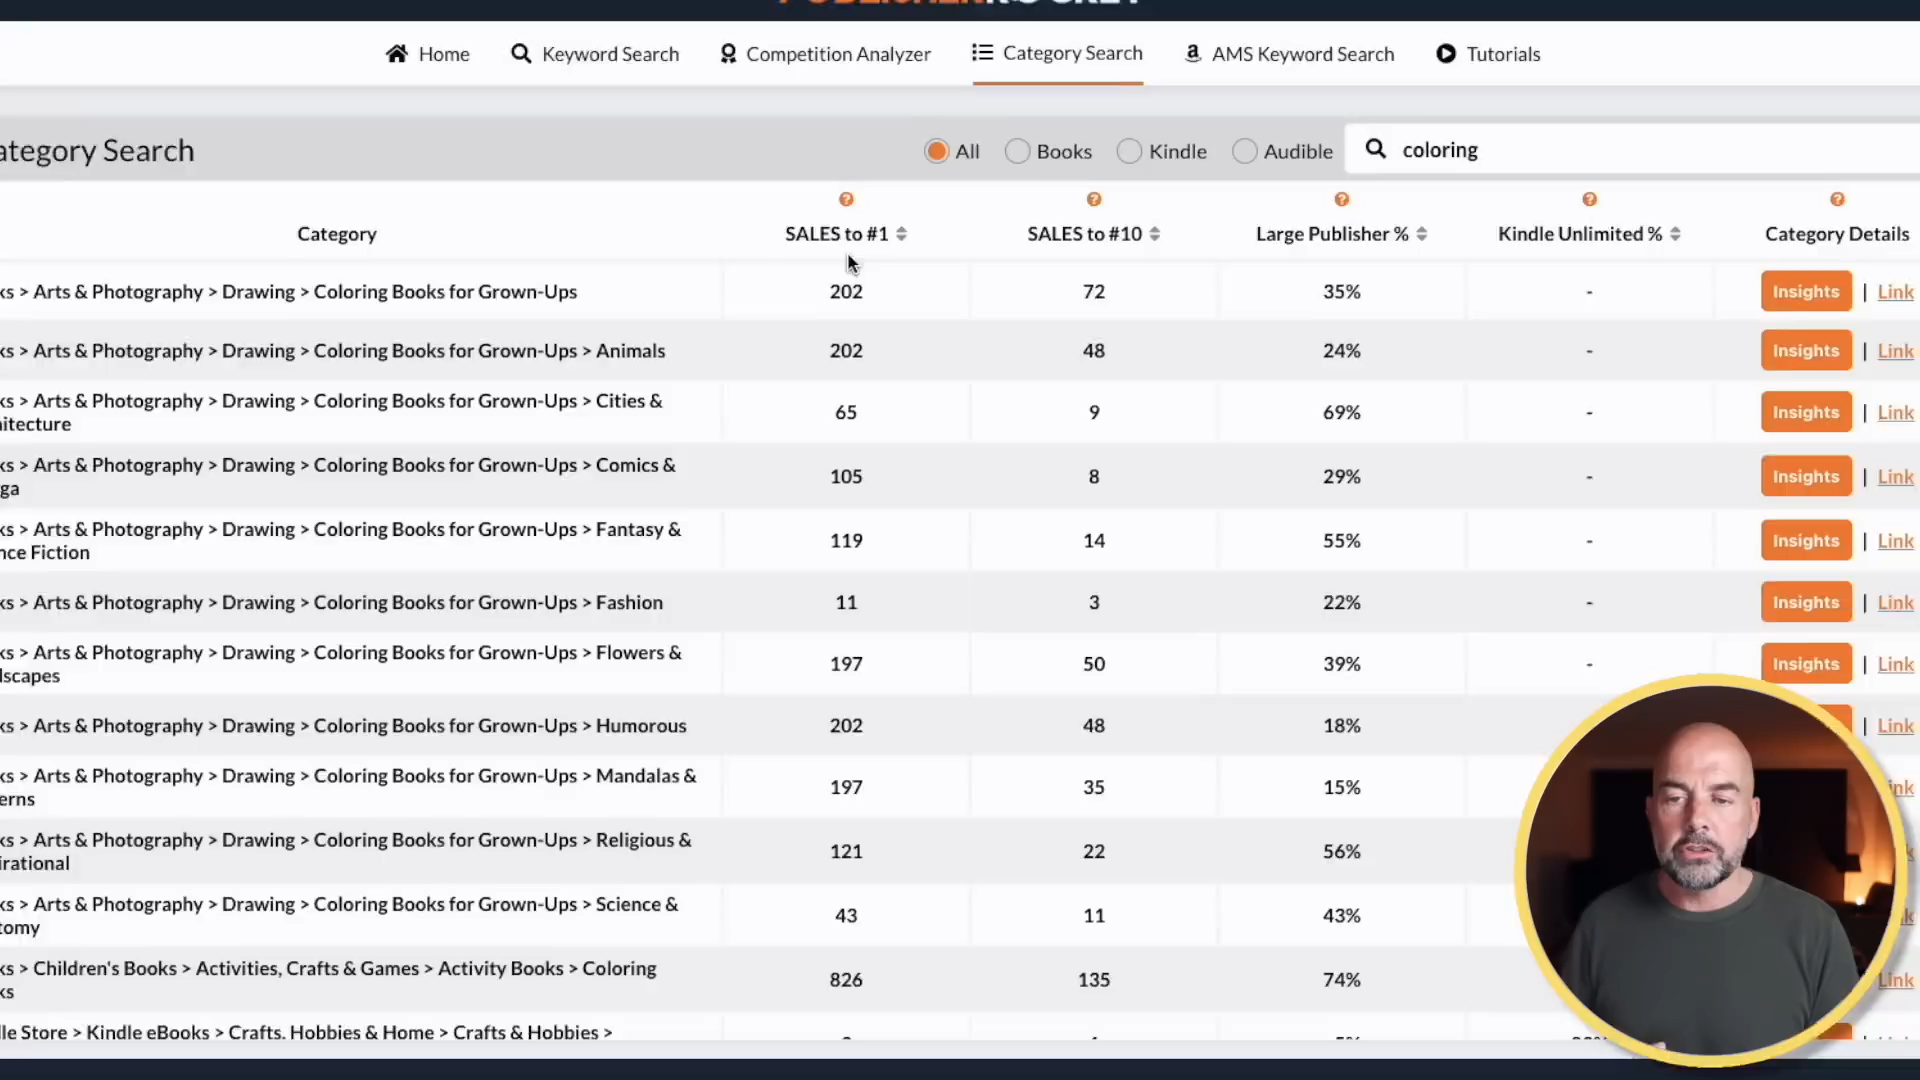 Home
Keyword Search
Competition Analyzer
Category Search
AMS Keyword Search
Tutorials
ategory Search
All
Books
Kindle
Audible
coloring
Category
SALES to #1
SALES to #10
Large Publisher %
Kindle Unlimited %
Category Details
ks > Arts & Photography > Drawing > Coloring Books for Grown-Ups
202
72
35%
-
Insights | Link
ks > Arts & Photography > Drawing > Coloring Books for Grown-Ups > Animals
202
48
24%
-
Insights | Link
ks > Arts & Photography > Drawing > Coloring Books for Grown-Ups > Cities &
hitecture
65
9
69%
-
Insights | Link
ks > Arts & Photography > Drawing > Coloring Books for Grown-Ups > Comics &
ga
105
8
29%
-
Insights | Link
ks > Arts & Photography > Drawing > Coloring Books for Grown-Ups > Fantasy &
nce Fiction
119
14
55%
-
Insights | Link
ks > Arts & Photography > Drawing > Coloring Books for Grown-Ups > Fashion
11
3
22%
-
Insights | Link
ks > Arts & Photography > Drawing > Coloring Books for Grown-Ups > Flowers &
dscapes
197
50
39%
-
Insights | Link
ks > Arts & Photography > Drawing > Coloring Books for Grown-Ups > Humorous
202
48
18%
| Link
ks > Arts & Photography > Drawing > Coloring Books for Grown-Ups > Mandalas &
erns
197
35
15%
ink
ks > Arts & Photography > Drawing > Coloring Books for Grown-Ups > Religious &
irational
121
22
56%
ks > Arts & Photography > Drawing > Coloring Books for Grown-Ups > Science &
tomy
43
11
43%
ks > Children's Books > Activities, Crafts & Games > Activity Books > Coloring
ks
826
135
74%
Link
lle Store > Kindle eBooks > Crafts, Hobbies & Home > Crafts & Hobbies >